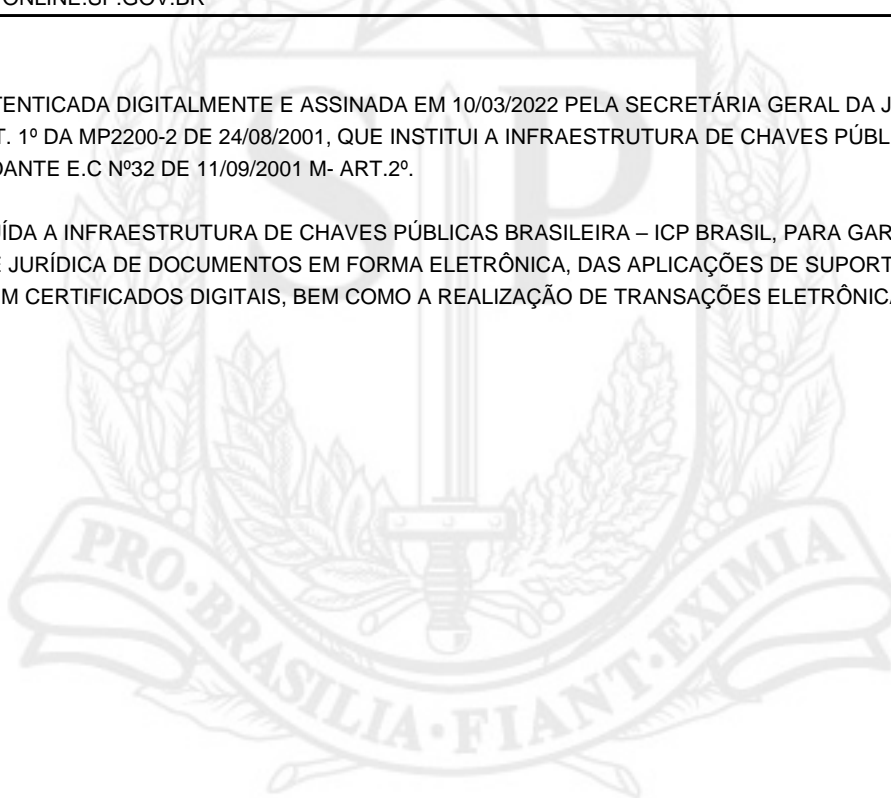 ONLINE.SP.GOV.BR
TENTICADA DIGITALMENTE E ASSINADA EM 10/03/2022 PELA SECRETÁRIA GERAL DA J
T. 1º DA MP2200-2 DE 24/08/2001, QUE INSTITUI A INFRAESTRUTURA DE CHAVES PÚBL
DANTE E.C Nº32 DE 11/09/2001 M- ART.2º.
ÍDA A INFRAESTRUTURA DE CHAVES PÚBLICAS BRASILEIRA – ICP BRASIL, PARA GAR
E JURÍDICA DE DOCUMENTOS EM FORMA ELETRÔNICA, DAS APLICAÇÕES DE SUPORT
M CERTIFICADOS DIGITAIS, BEM COMO A REALIZAÇÃO DE TRANSAÇÕES ELETRÔNICA
SP
PRO·BRASILIA·FIANT·EXIMIA